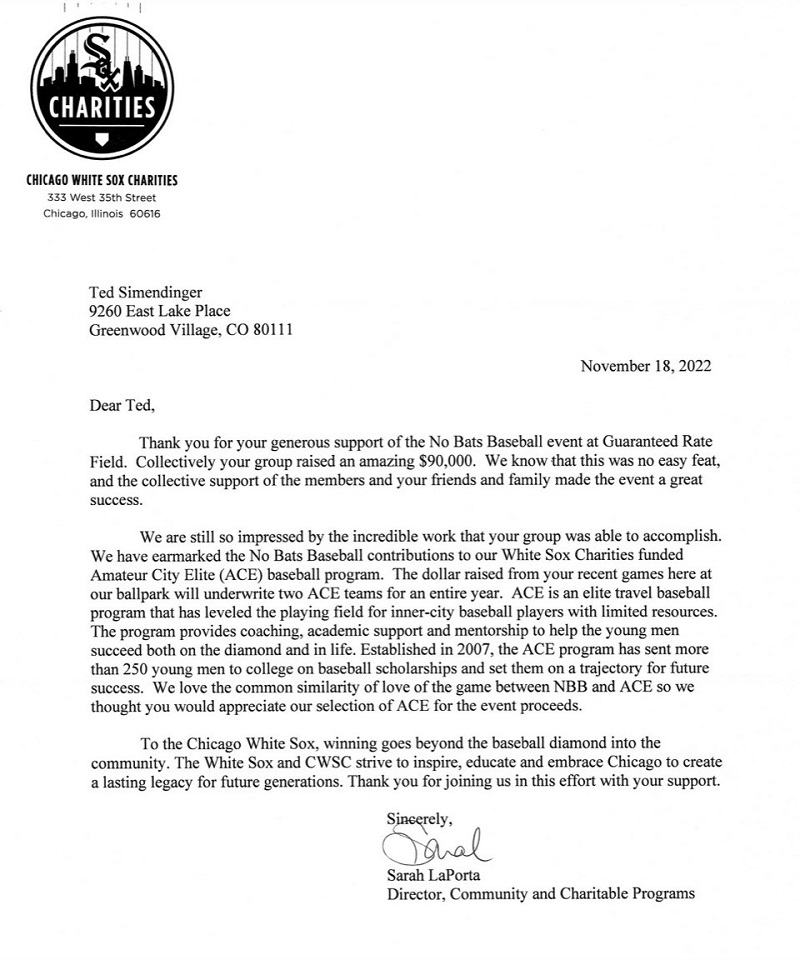 Sox
CHARITIES
CHICAGO WHITE SOX CHARITIES
333 West 35th Street
Chicago, Illinois 60616
Ted Simendinger
9260 East Lake Place
Greenwood Village, CO 80111
November 18, 2022
Dear Ted,
Thank you for your generous support of the No Bats Baseball event at Guaranteed Rate
Field. Collectively your group raised an amazing $90,000. We know that this was no easy feat,
and the collective support of the members and your friends and family made the event a great
success.
We are still so impressed by the incredible work that your group was able to accomplish.
We have earmarked the No Bats Baseball contributions to our White Sox Charities funded
Amateur City Elite (ACE) baseball program. The dollar raised from your recent games here at
our ballpark will underwrite two ACE teams for an entire year. ACE is an elite travel baseball
program that has leveled the playing field for inner-city baseball players with limited resources.
The program provides coaching, academic support and mentorship to help the young men
succeed both on the diamond and in life. Established in 2007, the ACE program has sent more
than 250 young men to college on baseball scholarships and set them on a trajectory for future
success. We love the common similarity of love of the game between NBB and ACE so we
thought you would appreciate our selection of ACE for the event proceeds.
To the Chicago White Sox, winning goes beyond the baseball diamond into the
community. The White Sox and CWSC strive to inspire, educate and embrace Chicago to create
a lasting legacy for future generations. Thank you for joining us in this effort with your support.
Sincerely,
Sarah
Sarah LaPorta
Director, Community and Charitable Programs